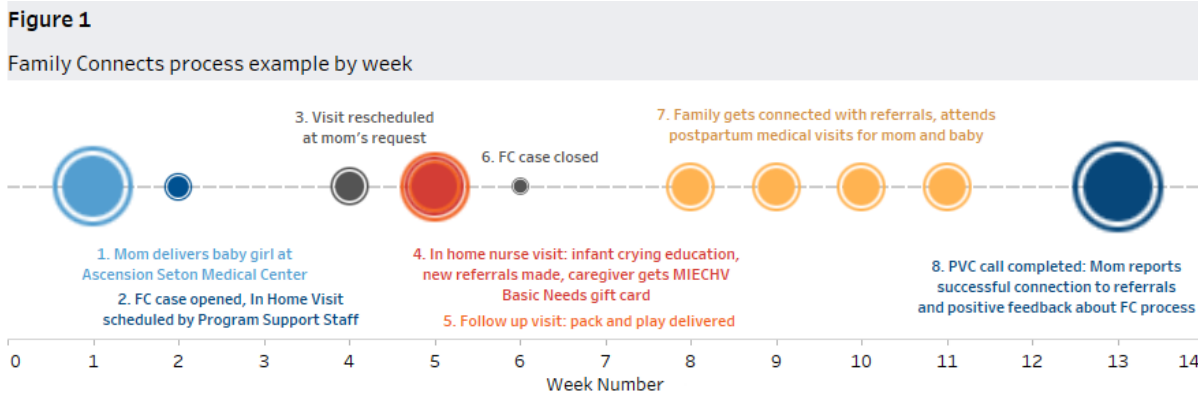 Figure 1
Family Connects process example by week
3. Visit rescheduled
at mom's request
6. FC case closed
7. Family gets connected with referrals, attends
postpartum medical visits for mom and baby
1. Mom delivers baby girl at
Ascension Seton Medical Center
2. FC case opened, In Home Visit
scheduled by Program Support Staff
4. In home nurse visit: infant crying education,
new referrals made, caregiver gets MIECHV
Basic Needs gift card
5. Follow up visit: pack and play delivered
8. PVC call completed: Mom reports
successful connection to referrals
and positive feedback about FC process
0 1 2 3 4 5 6 7 8 9 10 11 12 13 14
Week Number